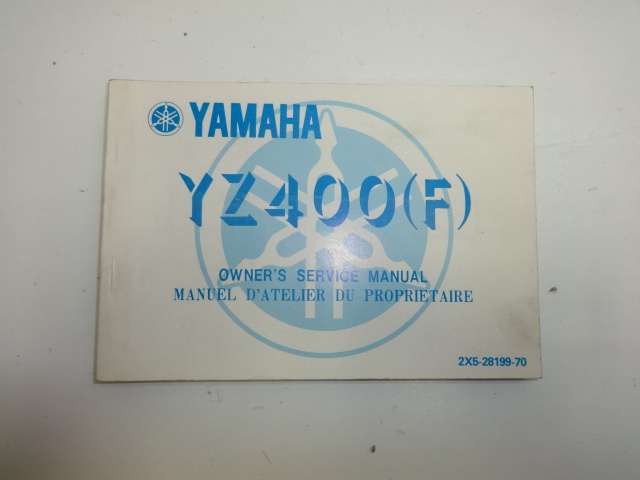 YAMAHA
YZ400(F)
OWNER'S SERVICE MANUAL
MANUEL D'ATELIER DU PROPRIETAIRE
2X5-28199-70